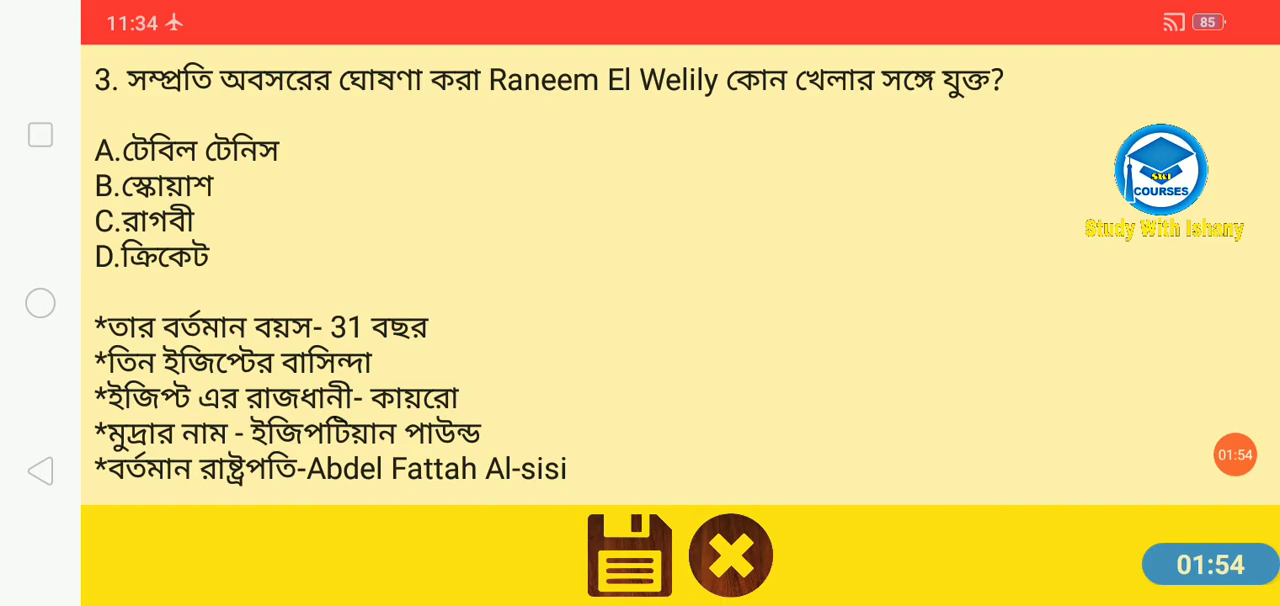 11:34
85
3. সম্প্রতি অবসরের ঘোষণা করা Raneem El Welily কোন খেলার সঙ্গে যুক্ত?
A.টেবিল টেনিস
B.স্কোয়াশ
C.রাগবী
D.ক্রিকেট
*তার বর্তমান বয়স- 31 বছর
*তিন ইজিপ্টের বাসিন্দা
*ইজিপ্ট এর রাজধানী- কায়রো
*মুদ্রার নাম - ইজিপটিয়ান পাউন্ড
*বর্তমান রাষ্ট্রপতি-Abdel Fattah Al-sisi
SWI
COURSES
Study With Ishany
01:54
01:54